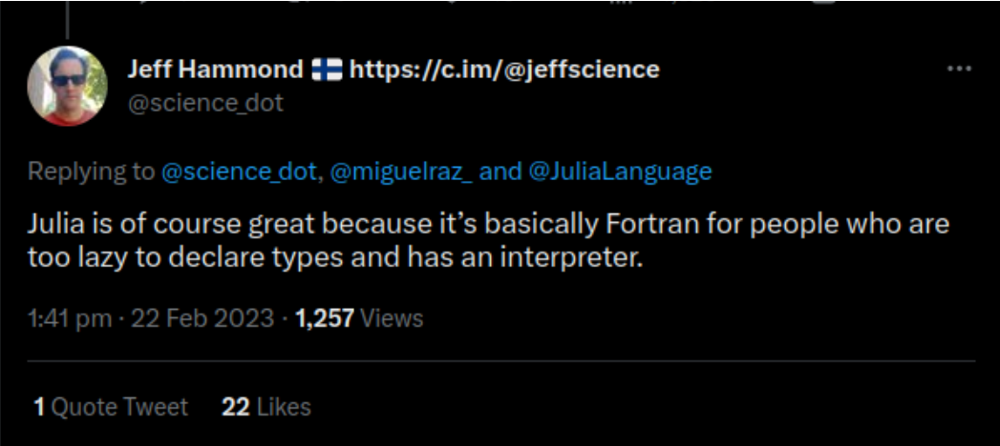 Jeff Hammond 🇫🇮 https://c.im/@jeffscience
@science_dot
Replying to @science_dot, @miguelraz_ and @JuliaLanguage
Julia is of course great because it’s basically Fortran for people who are
too lazy to declare types and has an interpreter.
1:41 pm · 22 Feb 2023 · 1,257 Views
1 Quote Tweet 22 Likes